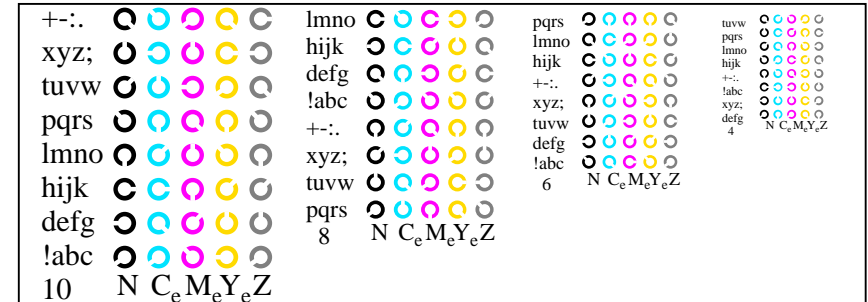 +-:.
xyz;
tuvw
pqrs
lmno
hijk
defg
!abc
10 N CeMeYeZ
lmno
hijk
defg
!abc
+-:.
xyz;
tuvw
pqrs
8 N CeMeYeZ
pqrs
lmno
hijk
+-:.
xyz;
tuvw
defg
!abc
6 N CeMeYeZ
tuvw
pqrs
lmno
hijk
+-:.
!abc
xyz;
defg
4 N CeMeYeZ